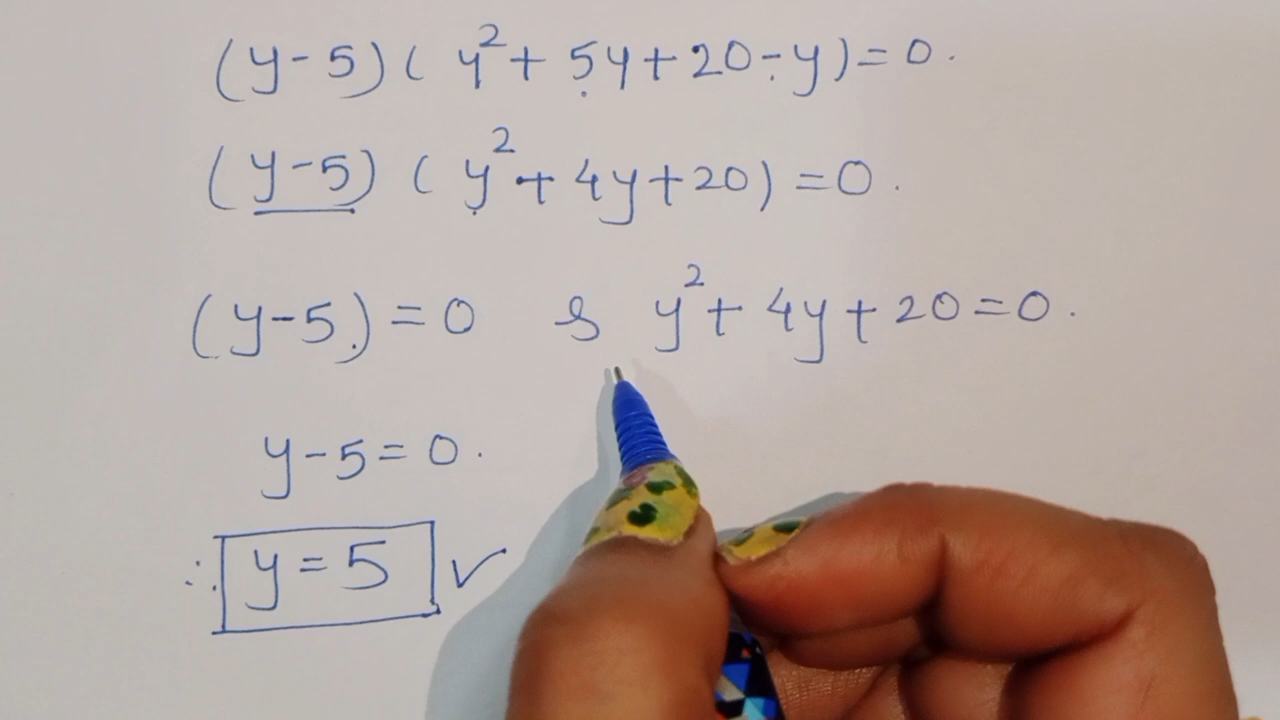 (y-5)( y²+ 5y+20-y)=0.
(y-5) ( y²+4y+20) =0.
(y-5)=0 & y²+ 4y+20=0.
y-5=0.
∴ y=5 ✓